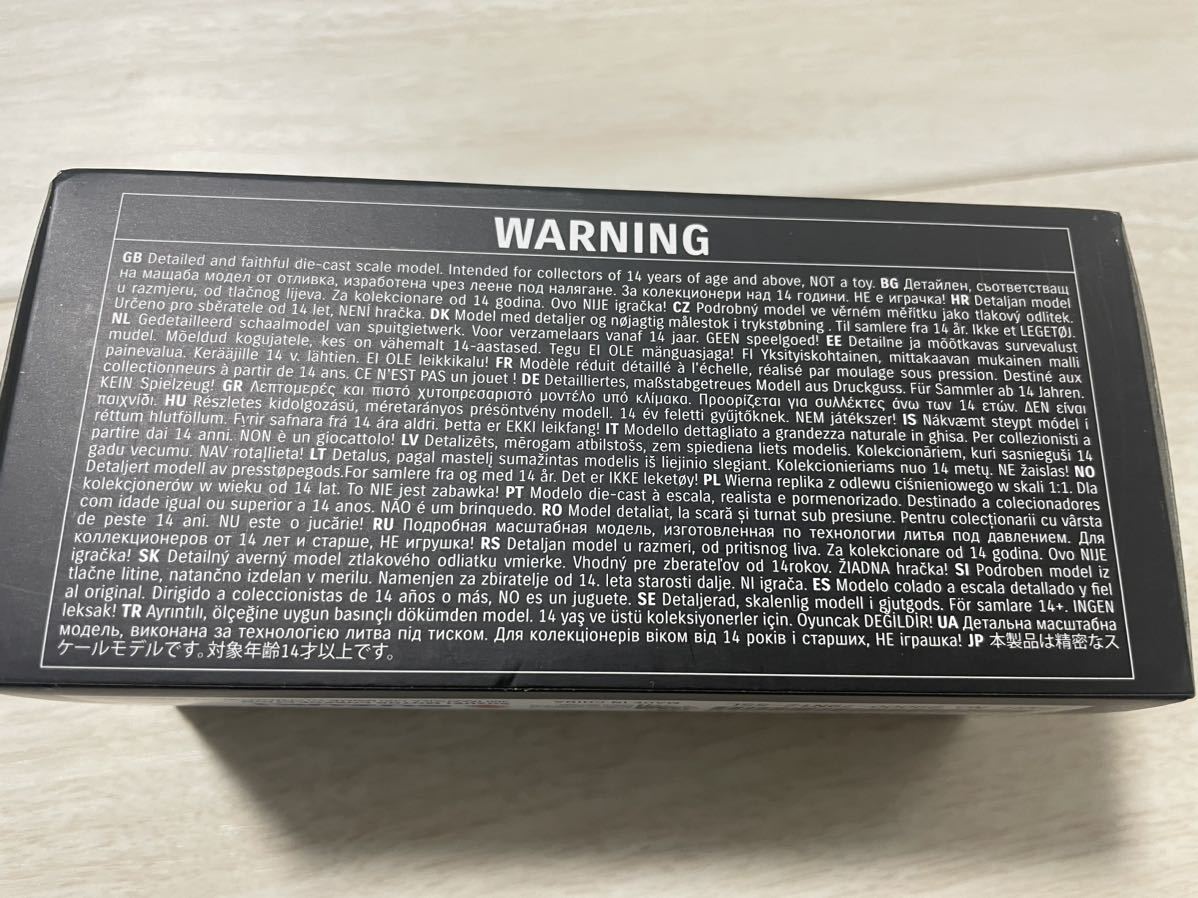 WARNING
GB Detailed and faithful die-cast scale model. Intended for collectors of 14 years of age and above, NOT a toy. BG Детайлен, съответстващ
на мащаба модел от отливка, изработена чрез леене под налягане. За колекционери над 14 години. НЕ е играчка! HR Detaljan model
u razmjeru, od tlačnog lijeva. Za kolekcionare od 14 godina. Ovo NIJE igračka! CZ Podrobný model ve věrném měřítku jako tlakový odlitek.
Určeno pro sběratele od 14 let, NENI hračka. DK Model med detaljer og nøjagtig målestok i trykstøbning . Til samlere fra 14 år. Ikke et LEGETØJ.
NL Gedetailleerd schaalmodel van spuitgietwerk. Voor verzamelaars vanaf 14 jaar. GEEN speelgoed! EE Detailne ja mõõtkavas survevalust
mudel. Mõeldud kogujatele, kes on vähemalt 14-aastased. Tegu EI OLE mänguasjaga! FI Yksityiskohtainen, mittakaavan mukainen malli
painevalua. Kerääjille 14 v. lähtien. EI OLE leikkikalu! FR Modèle réduit détaillé à l'échelle, réalisé par moulage sous pression. Destiné aux
collectionneurs à partir de 14 ans. CE N'EST PAS un jouet ! DE Detailliertes, maßstabgetreues Modell aus Druckguss. Für Sammler ab 14 Jahren.
KEIN Spielzeug! GR Λεπτομερές και πιστό χυτοπρεσαριστό μοντέλο υπό κλίμακα. Προορίζεται για συλλέκτες άνω των 14 ετών. ΔΕΝ είναι
παιχνίδι. HU Részletes kidolgozású, méretarányos présöntvény modell. 14 év feletti gyűjtőknek. NEM játékszer! IS Nákvæmt steypt módel í
réttum hlutföllum. Fyrir safnara frá 14 ára aldri. Þetta er EKKI leikfang! IT Modello dettagliato a grandezza naturale in ghisa. Per collezionisti a
partire dai 14 anni. NON è un giocattolo! LV Detalizēts, mērogam atbilstošs, zem spiediena liets modelis. Kolekcionāriem, kuri sasnieguši 14
gadu vecumu. NAV rotaļlieta! LT Detalus, pagal mastelį sumažintas modelis iš liejinio slegiant. Kolekcionieriams nuo 14 metų. NE žaislas! NO
Detaljert modell av presstøpegods.For samlere fra og med 14 år. Det er IKKE leketøy! PL Wierna replika z odlewu ciśnieniowego w skali 1:1. Dla
kolekcjonerów w wieku od 14 lat. To NIE jest zabawka! PT Modelo die-cast à escala, realista e pormenorizado. Destinado a colecionadores
com idade igual ou superior a 14 anos. NÃO é um brinquedo. RO Model detaliat, la scară și turnat sub presiune. Pentru colecționarii cu vârsta
de peste 14 ani. NU este o jucărie! RU Подробная масштабная модель, изготовленная по технологии литья под давлением. Для
коллекционеров от 14 лет и старше, НЕ игрушка! RS Detaljan model u razmeri, od pritisnog liva. Za kolekcionare od 14 godina. Ovo NIJE
igračka! SK Detailný averný model ztlakového odliatku vmierke. Vhodný pre zberateľov od 14rokov. ŽIADNA hračka! SI Podroben model iz
tlačne litine, natančno izdelan v merilu. Namenjen za zbiratelje od 14. leta starosti dalje. NI igrača. ES Modelo colado a escala detallado y fiel
al original. Dirigido a coleccionistas de 14 años o más, NO es un juguete. SE Detaljerad, skalenlig modell i gjutgods. För samlare 14+. INGEN
leksak! TR Ayrıntılı, ölçeğine uygun basınçlı dökümden model. 14 yaş ve üstü koleksiyonerler için. Oyuncak DEĞİLDİR! UA Детальна масштабна
модель, виконана за технологією литва під тиском. Для колекціонерів віком від 14 років і старших, НЕ іграшка! JP 本製品は精密なス
ケールモデルです。対象年齢14才以上です。